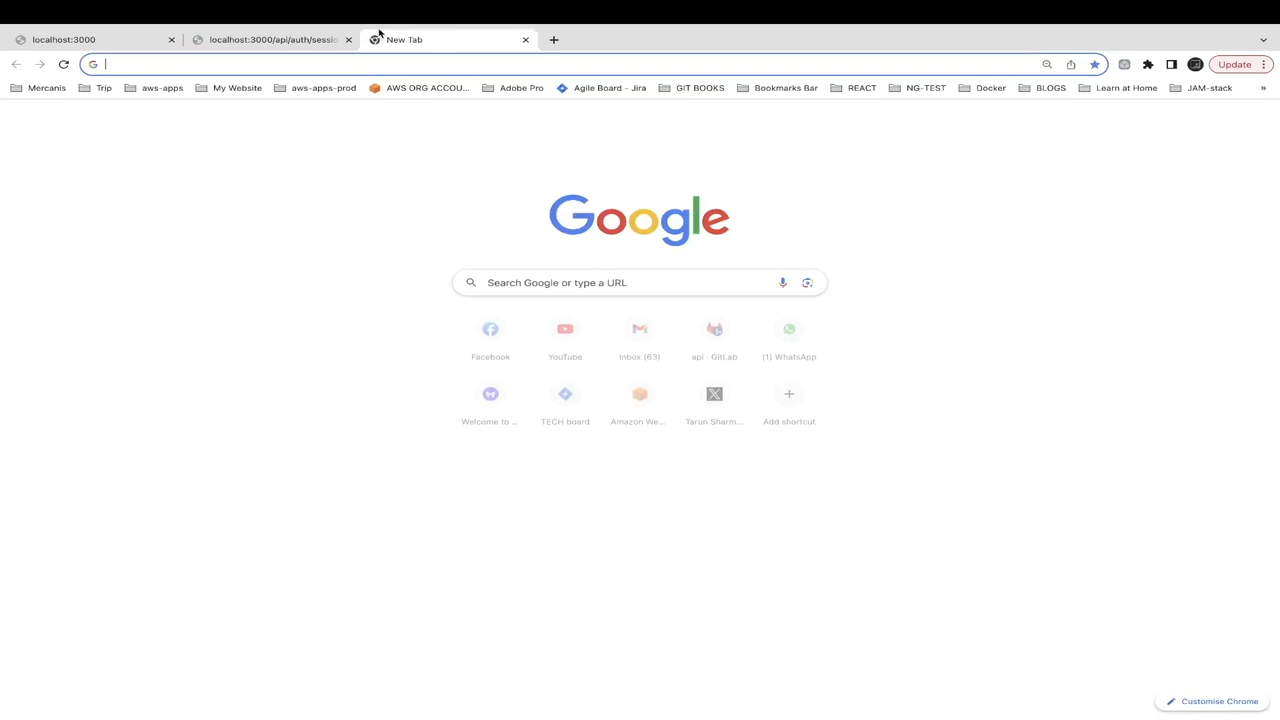 localhost:3000
localhost:3000/api/auth/sessio
New Tab
Update
Mercanis Trip aws-apps My Website aws-apps-prod AWS ORG ACCOU... Adobe Pro Agile Board - Jira GIT BOOKS Bookmarks Bar REACT NG-TEST Docker BLOGS Learn at Home JAM-stack »
Google
Search Google or type a URL
Facebook YouTube Inbox (63) api · GitLab (1) WhatsApp
Welcome to ... TECH board Amazon We... Tarun Sharm... Add shortcut
Customise Chrome